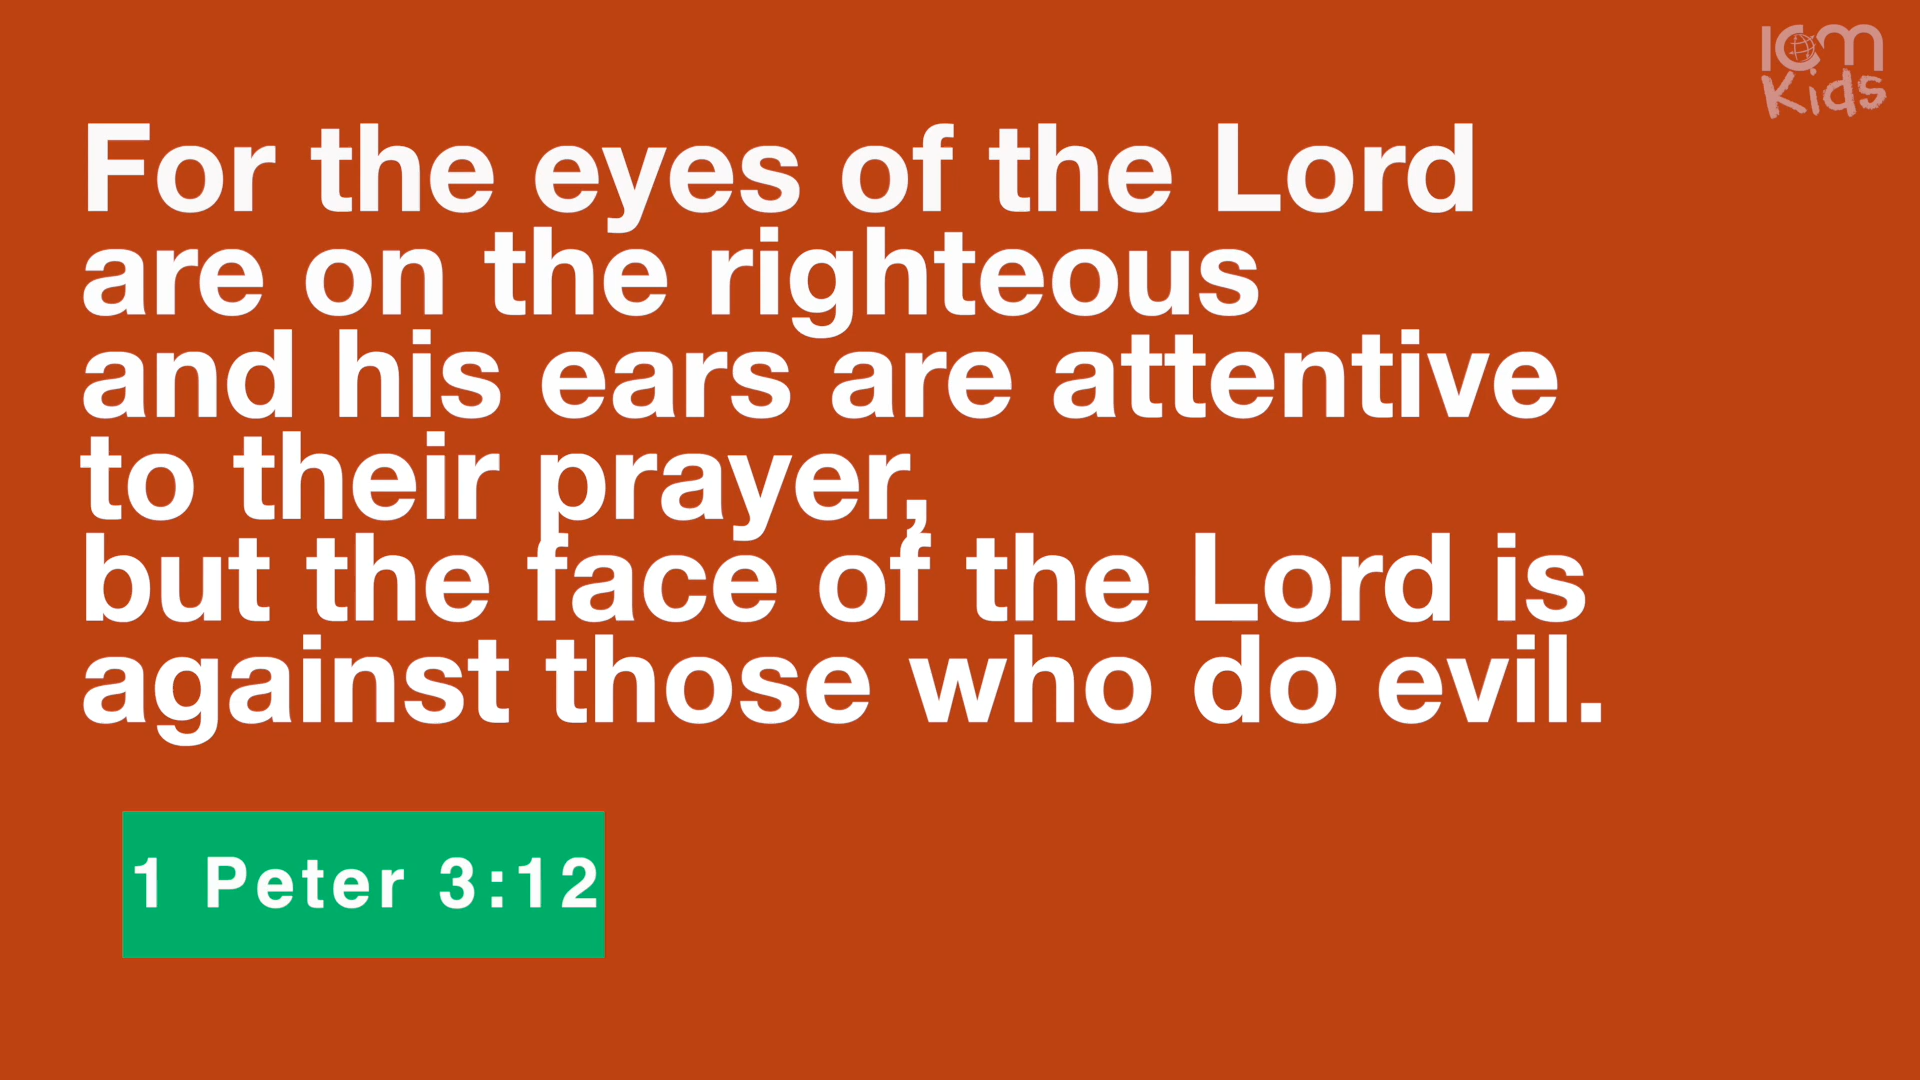 ICM
Kids
For the eyes of the Lord
are on the righteous
and his ears are attentive
to their prayer,
but the face of the Lord is
against those who do evil.
1 Peter 3:12